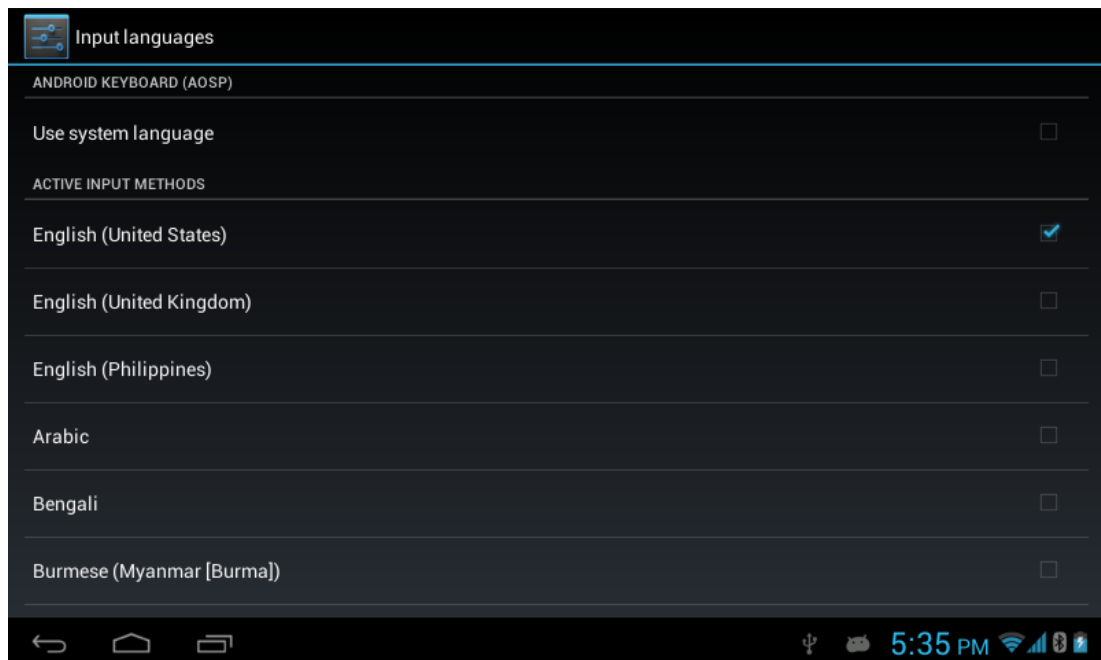 Input languages
ANDROID KEYBOARD (AOSP)
Use system language
ACTIVE INPUT METHODS
English (United States)
English (United Kingdom)
English (Philippines)
Arabic
Bengali
Burmese (Myanmar [Burma])
5:35 PM